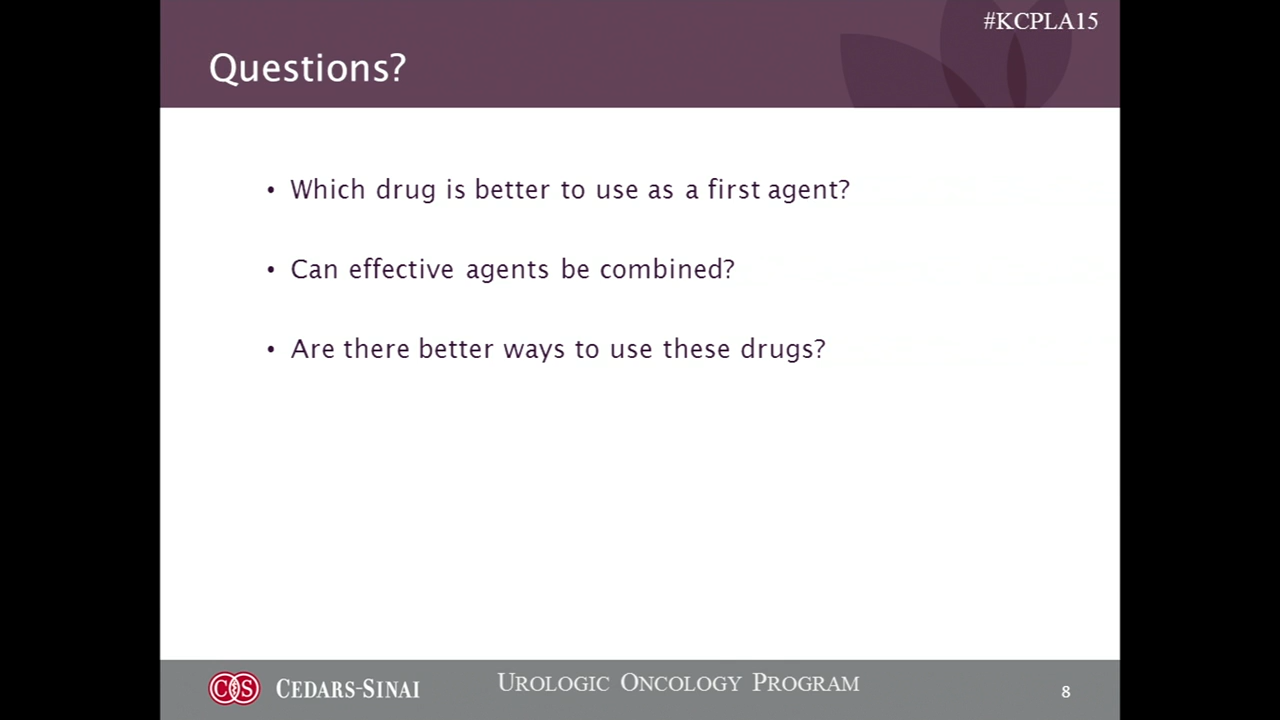 #KCPLA15
Questions?
• Which drug is better to use as a first agent?
• Can effective agents be combined?
• Are there better ways to use these drugs?
CEDARS-SINAI
UROLOGIC ONCOLOGY PROGRAM
8